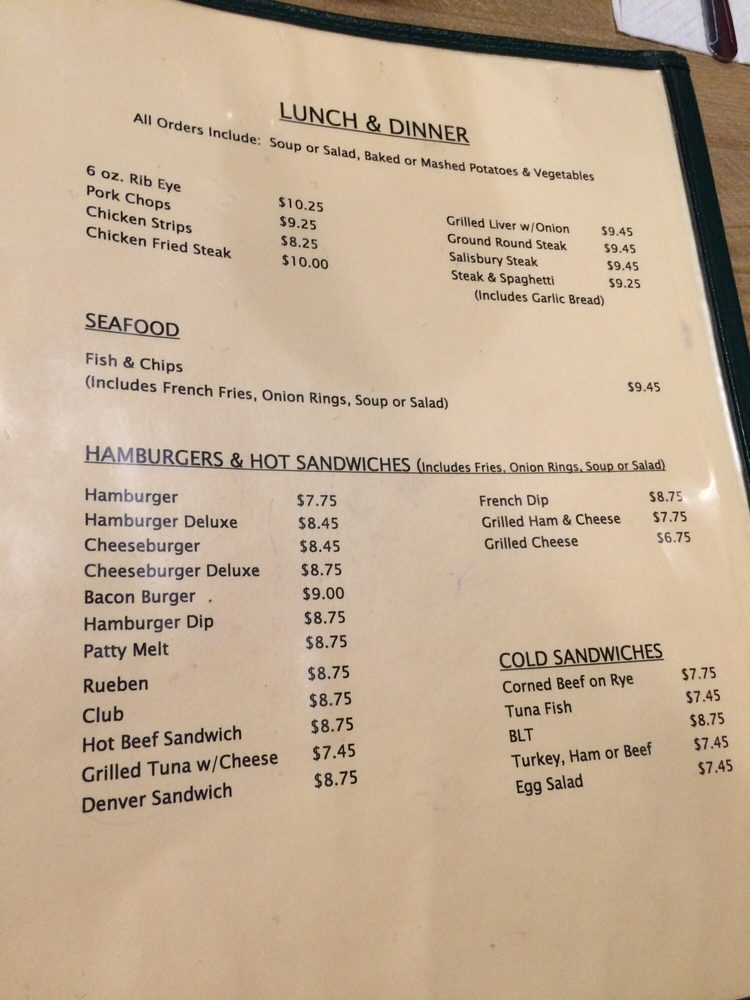 LUNCH & DINNER
All Orders Include: Soup or Salad, Baked or Mashed Potatoes & Vegetables
6 oz. Rib Eye $10.25
Pork Chops $9.25
Chicken Strips $8.25
Chicken Fried Steak $10.00
Grilled Liver w/Onion $9.45
Ground Round Steak $9.45
Salisbury Steak $9.45
Steak & Spaghetti $9.25
(Includes Garlic Bread)
SEAFOOD
Fish & Chips
(Includes French Fries, Onion Rings, Soup or Salad) $9.45
HAMBURGERS & HOT SANDWICHES (Includes Fries, Onion Rings, Soup or Salad)
Hamburger $7.75
Hamburger Deluxe $8.45
Cheeseburger $8.45
Cheeseburger Deluxe $8.75
Bacon Burger $9.00
Hamburger Dip $8.75
Patty Melt $8.75
Rueben $8.75
Club $8.75
Hot Beef Sandwich $8.75
Grilled Tuna w/Cheese $7.45
Denver Sandwich $8.75
French Dip $8.75
Grilled Ham & Cheese $7.75
Grilled Cheese $6.75
COLD SANDWICHES
Corned Beef on Rye $7.75
Tuna Fish $7.45
BLT $8.75
Turkey, Ham or Beef $7.45
Egg Salad $7.45